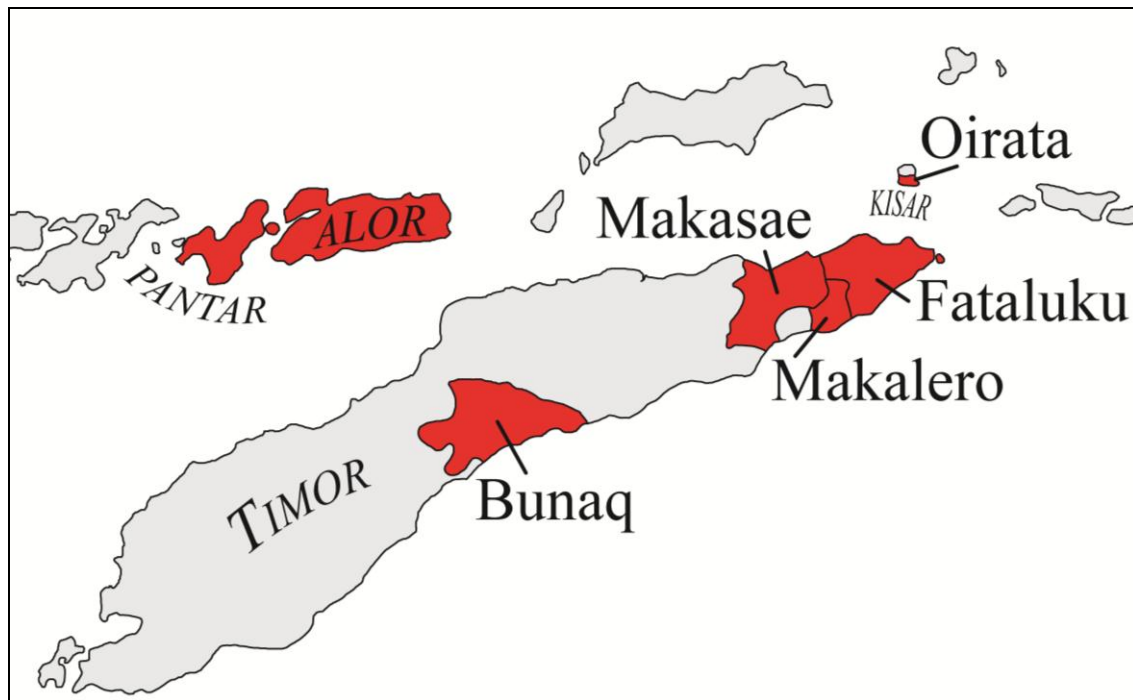 Oirata
KISAR
Makasae
ALOR
PANTAR
Fataluku
Makalero
TIMOR
Bunaq